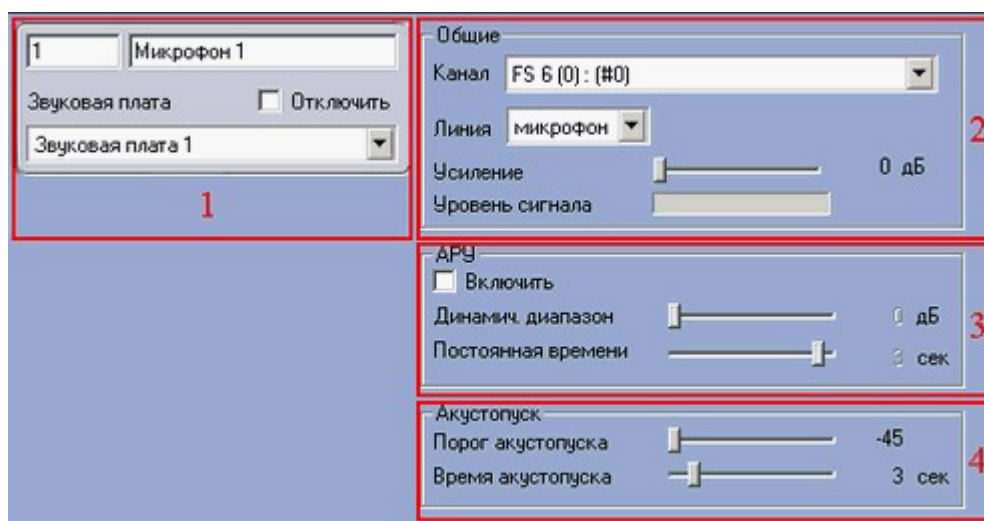 1 Микрофон 1
Звуковая плата Отключить
Звуковая плата 1
1
Общие
Канал FS 6 (0) : (#0)
Линия микрофон
Усиление 0 дБ
Уровень сигнала
2
АРУ
Включить
Динамич. диапазон 0 дБ
Постоянная времени 3 сек
3
Акустопуск
Порог акустопуска -45
Время акустопуска 3 сек
4